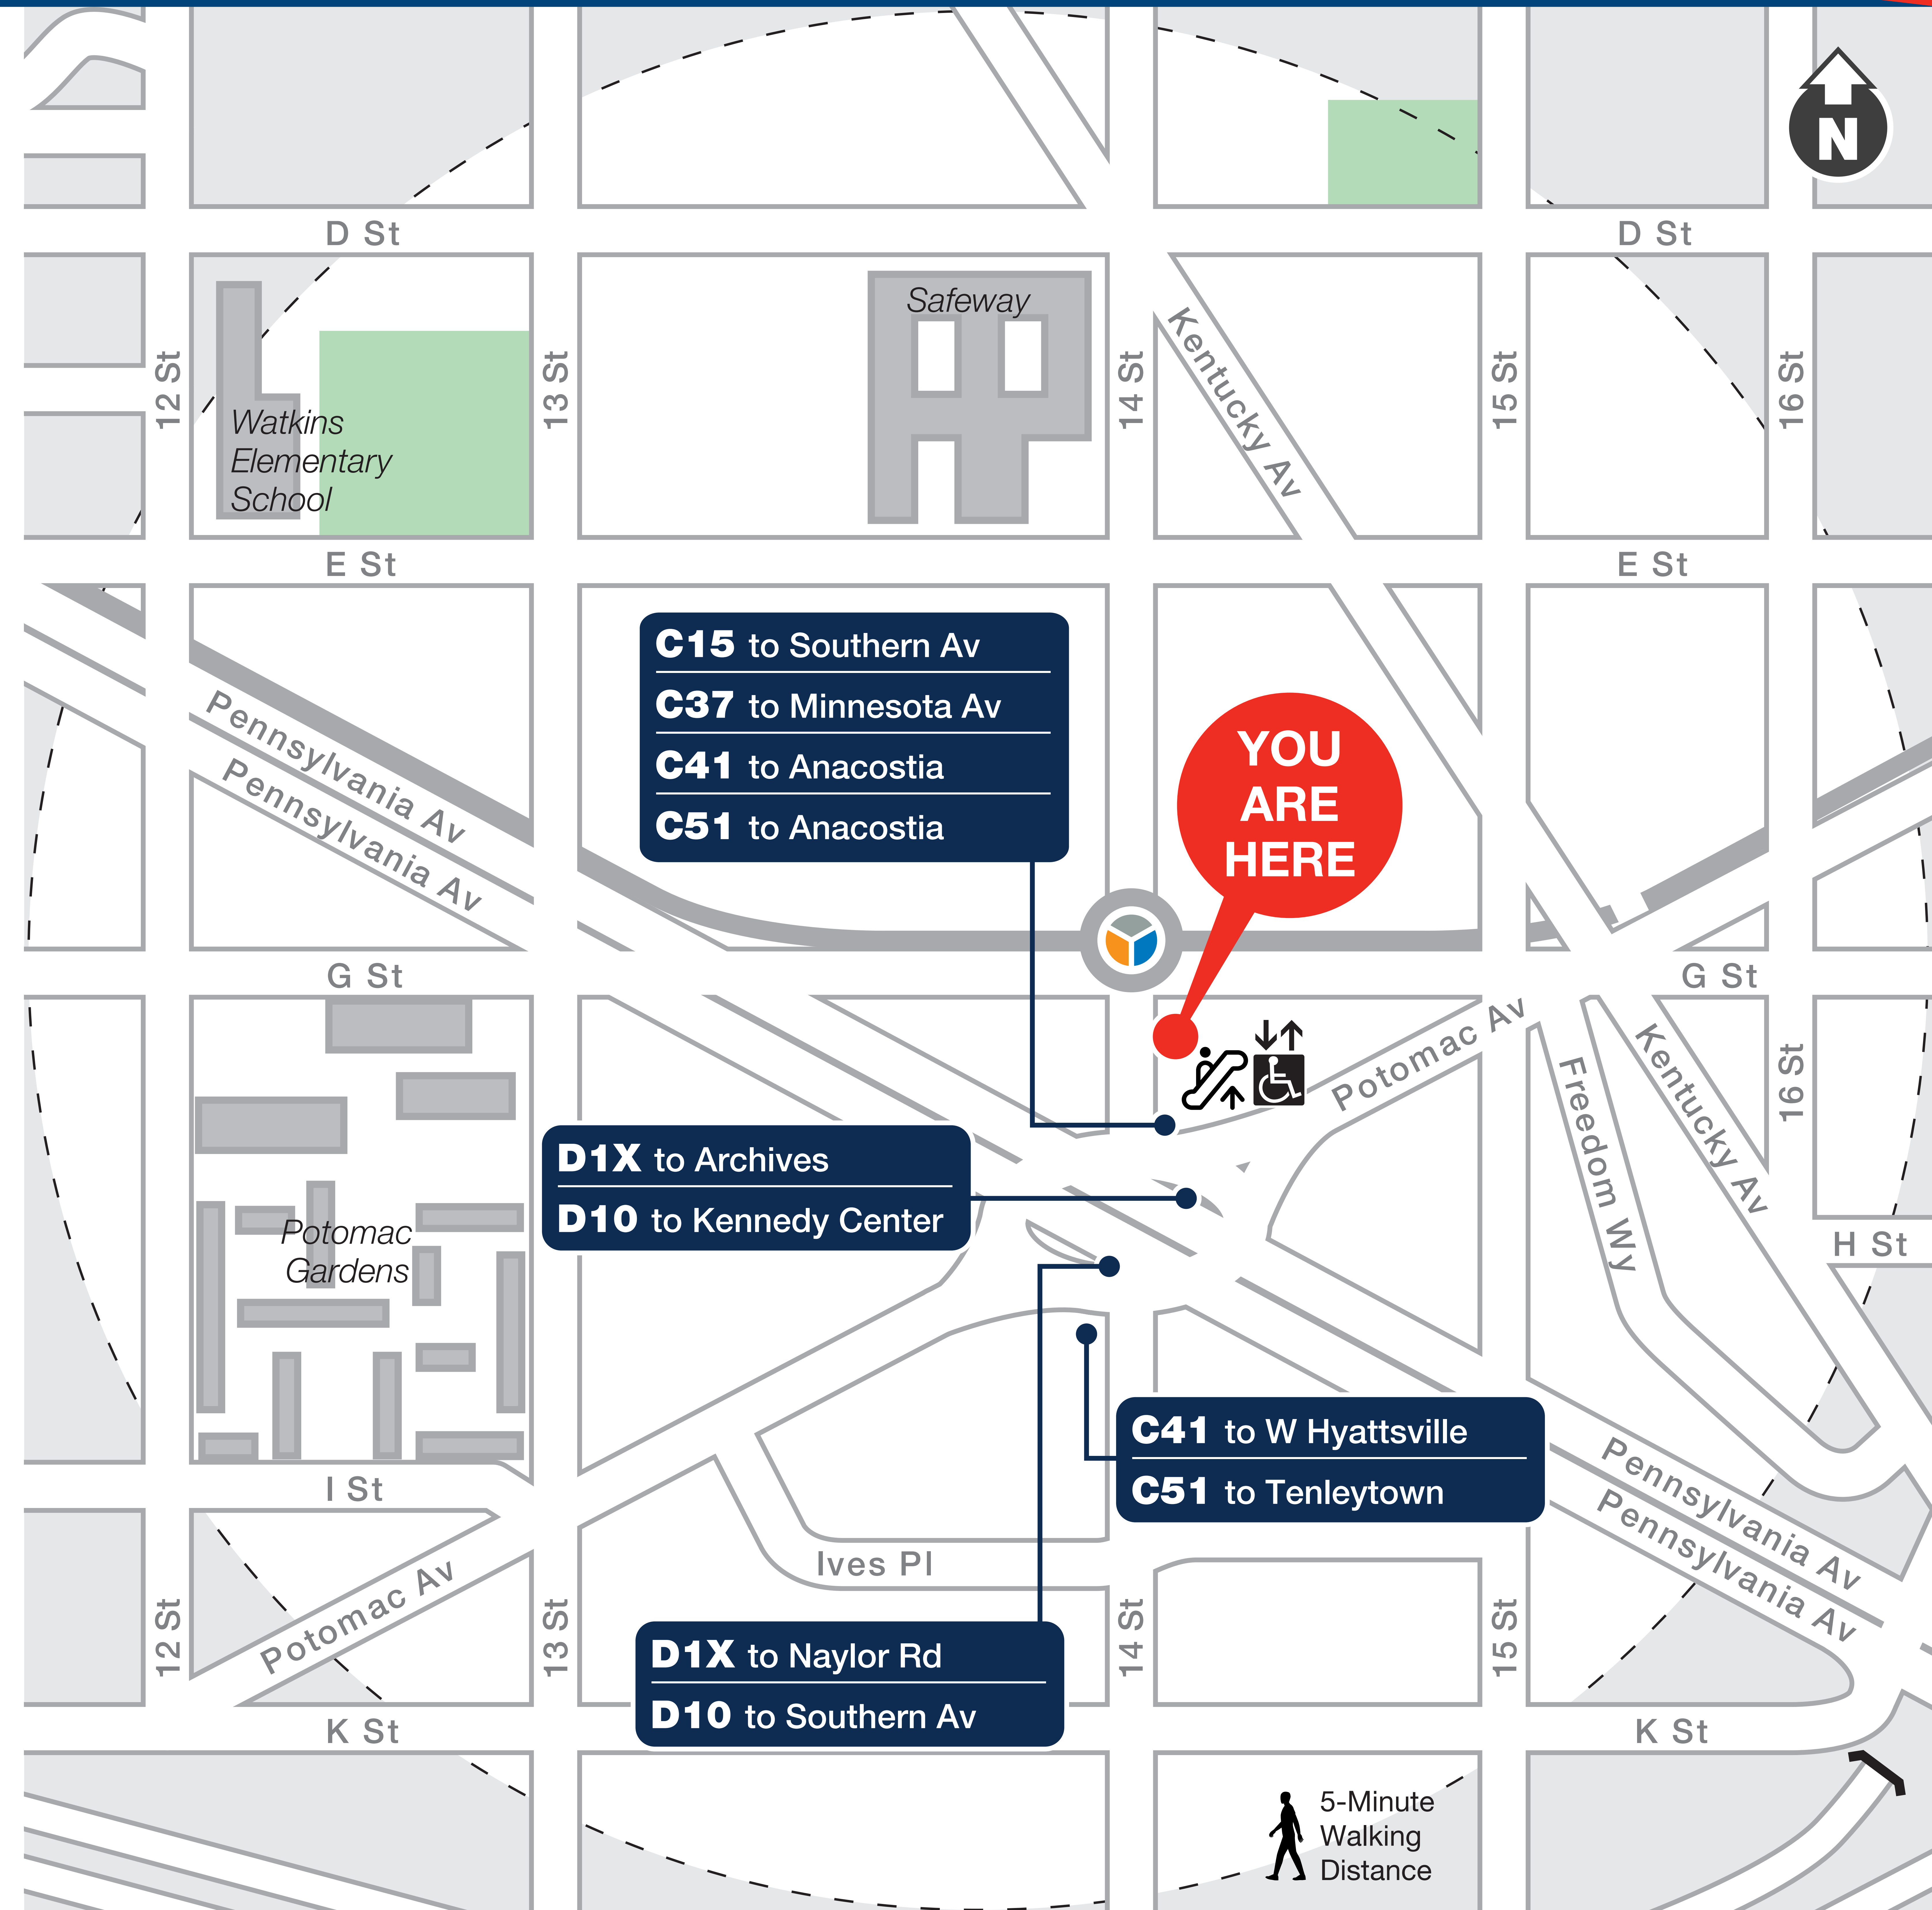 N
D St
D St
Safeway
12 St
13 St
14 St
Kentucky Av
15 St
16 St
Watkins
Elementary
School
E St
E St
C15 to Southern Av
C37 to Minnesota Av
C41 to Anacostia
C51 to Anacostia
YOU
ARE
HERE
Pennsylvania Av
Pennsylvania Av
G St
G St
Potomac Av
Freedom Wy
Kentucky Av
16 St
D1X to Archives
D10 to Kennedy Center
Potomac
Gardens
H St
C41 to W Hyattsville
C51 to Tenleytown
I St
Pennsylvania Av
Pennsylvania Av
Ives Pl
12 St
Potomac Av
13 St
14 St
15 St
D1X to Naylor Rd
D10 to Southern Av
K St
K St
5-Minute
Walking
Distance